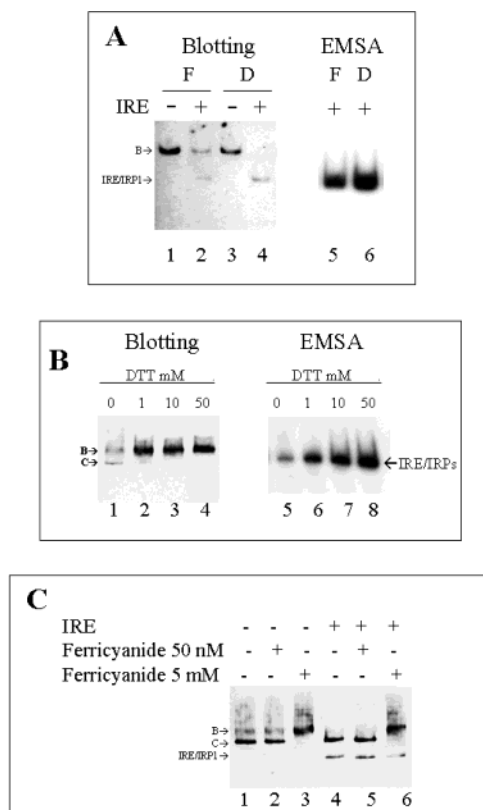 A
Blotting EMSA
F D F D
IRE - + - + + +
B→
IRE/IRP1→
1 2 3 4 5 6
B
Blotting EMSA
DTT mM DTT mM
0 1 10 50 0 1 10 50
B→
C→
←IRE/IRPs
1 2 3 4 5 6 7 8
C
IRE - - - + + +
Ferricyanide 50 nM - + - - + -
Ferricyanide 5 mM - - + - - +
B→
C→
IRE/IRP1→
1 2 3 4 5 6